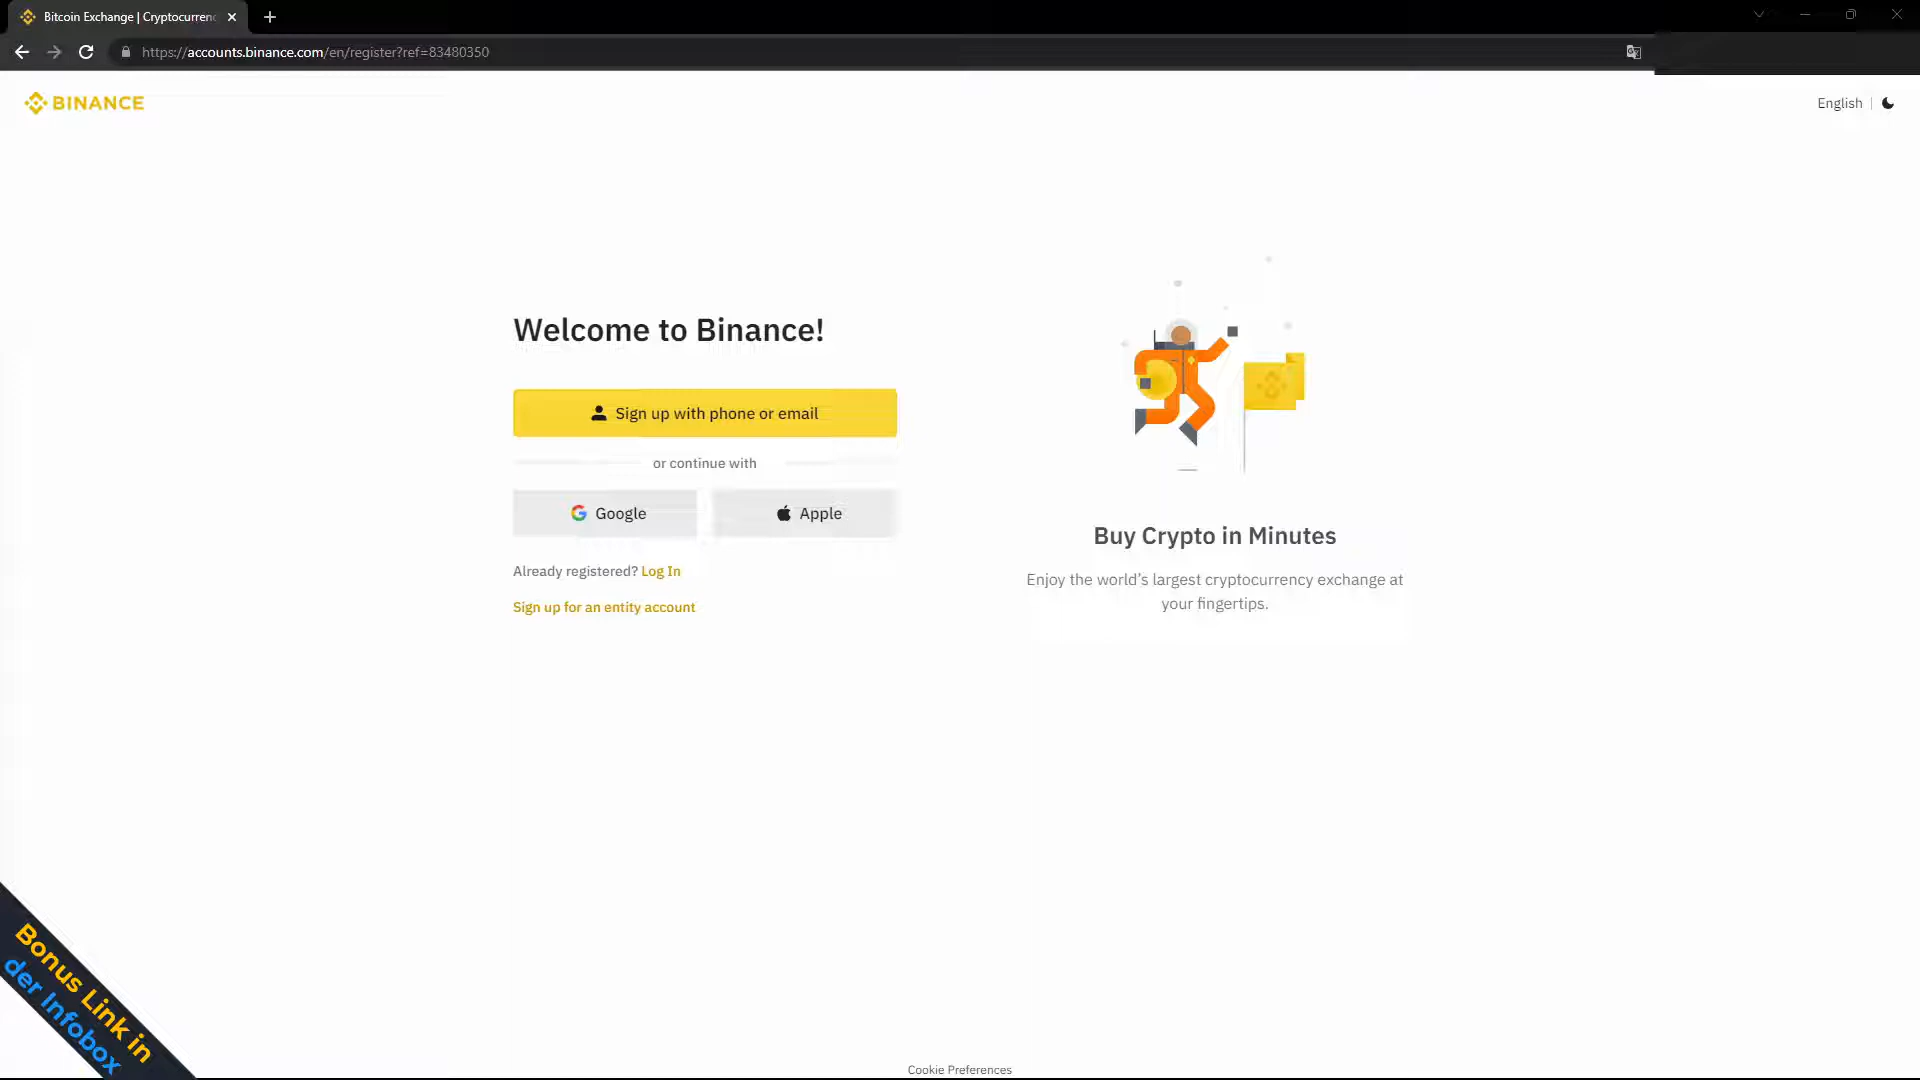 Bitcoin Exchange | Cryptocurrenc
https://accounts.binance.com/en/register?ref=83480350
BINANCE
English
Welcome to Binance!
Sign up with phone or email
or continue with
Google
Apple
Already registered? Log In
Sign up for an entity account
Buy Crypto in Minutes
Enjoy the world’s largest cryptocurrency exchange at
your fingertips.
Bonus Link in
der Infobox
Cookie Preferences